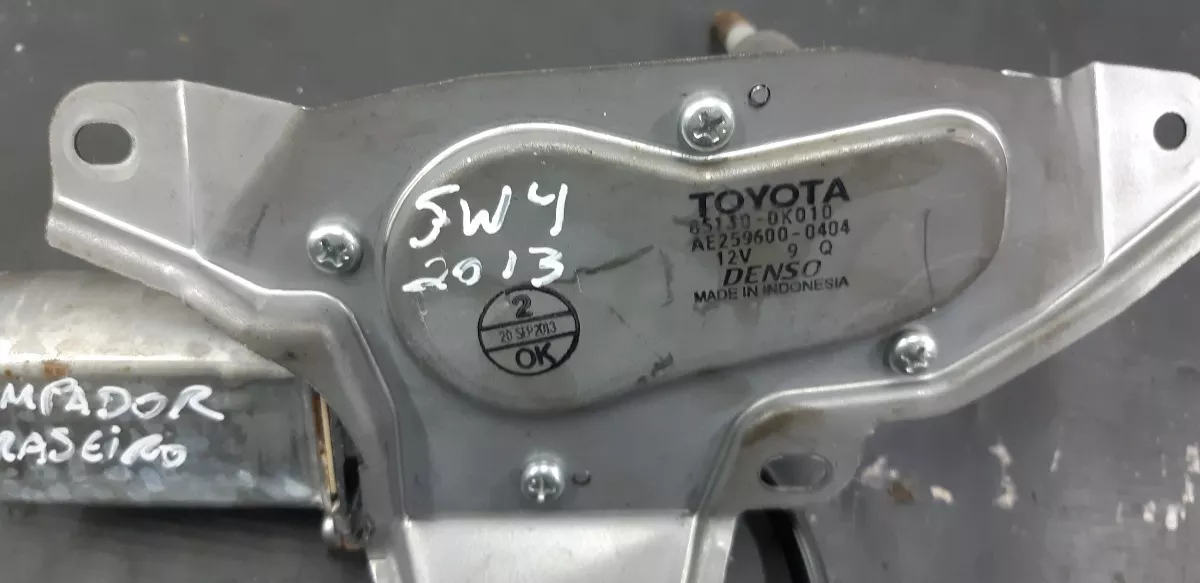 SW4
2013
TOYOTA
85130-0K010
AE259600-0404
12V 9 Q
DENSO
MADE IN INDONESIA
2
20 SEP 2013
OK
MPADOR
RASEIRO